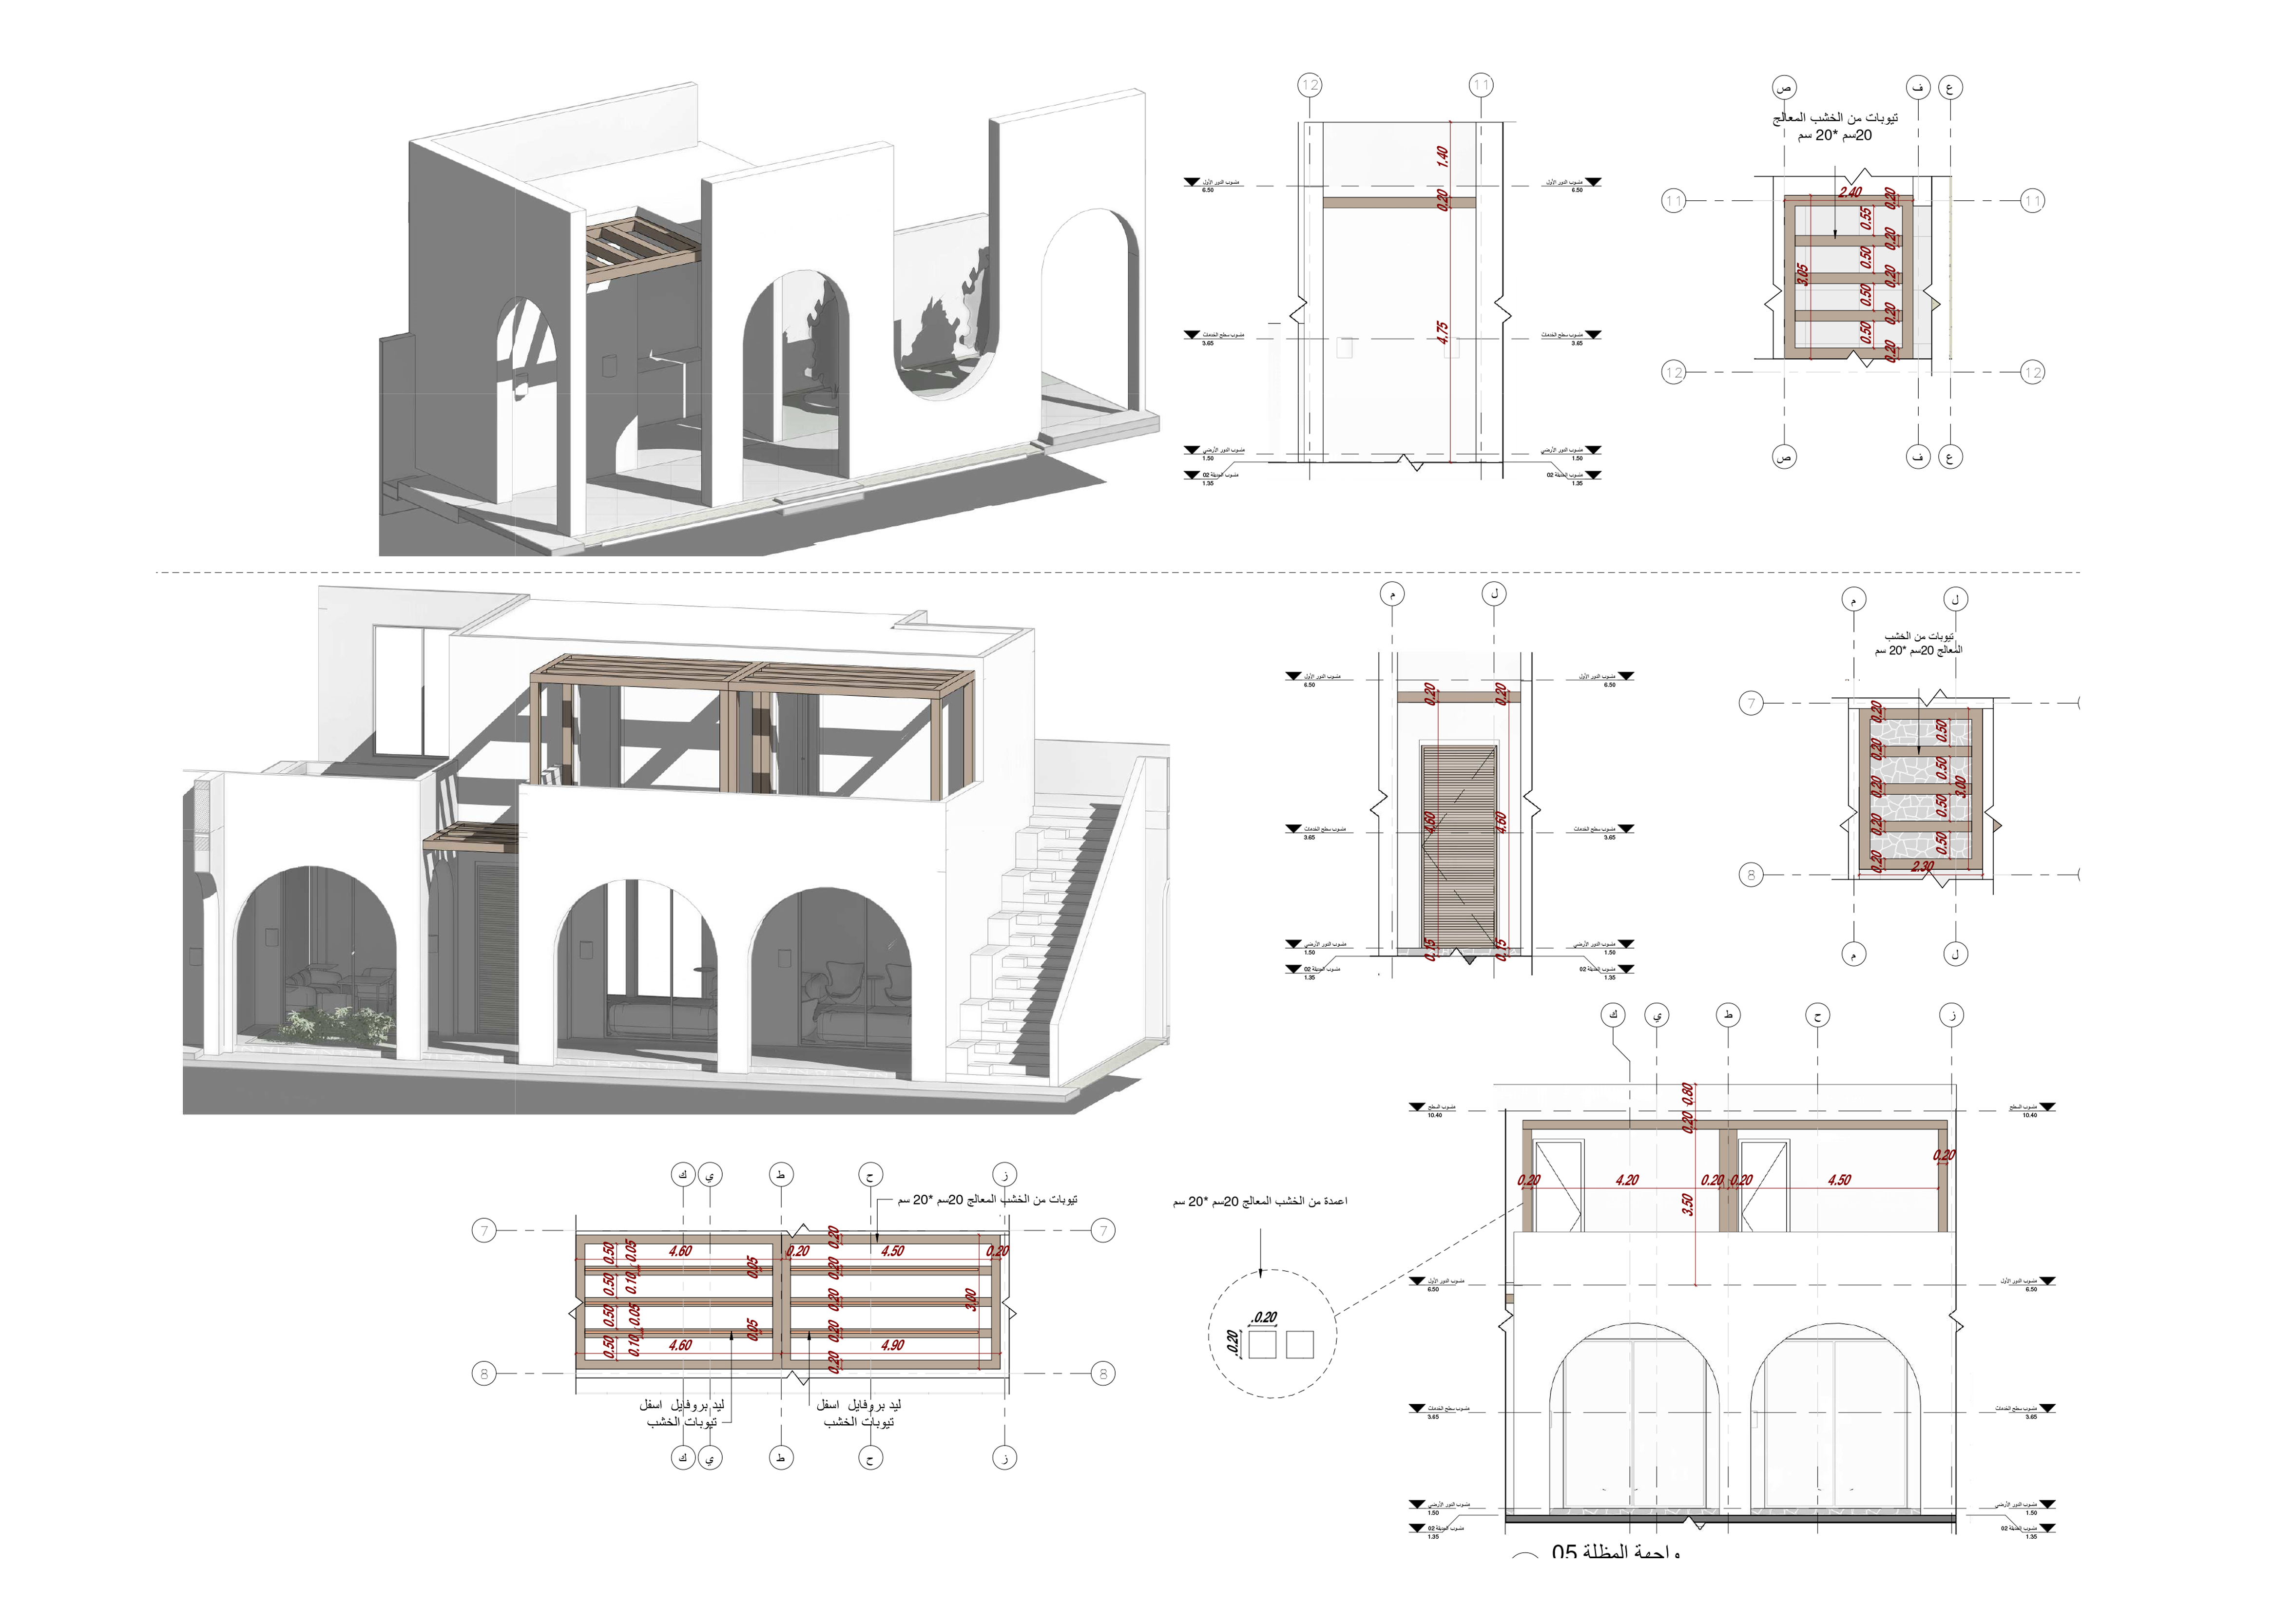 12
11
1.40
منسوب الدور الأول
6.50
منسوب الدور الأول
6.50
0.20
4.75
منسوب سطح الخدمات
3.65
منسوب سطح الخدمات
3.65
منسوب الدور الأرضي
1.50
منسوب الدور الأرضي
1.50
منسوب الحديقة 02
1.35
منسوب الحديقة 02
1.35
ص
ف
ع
تيوبات من الخشب المعالج
20سم *20 سم
11
11
2.40
0.20
0.55
0.20
0.50
0.20
3.05
0.50
0.20
0.50
0.20
12
12
ص
ف
ع
م
ل
منسوب الدور الأول
6.50
منسوب الدور الأول
6.50
0.20
0.20
منسوب سطح الخدمات
3.65
منسوب سطح الخدمات
3.65
4.60
4.60
منسوب الدور الأرضي
1.50
منسوب الدور الأرضي
1.50
0.15
0.15
منسوب الحديقة 02
1.35
منسوب الحديقة 02
1.35
م
ل
تيوبات من الخشب
المعالج 20سم *20 سم
7
0.20
0.50
0.20
0.50
0.20
3.00
0.50
0.20
0.50
0.20
2.30
8
م
ل
ك
ي
ط
ح
ز
تيوبات من الخشب المعالج 20سم *20 سم
7
7
0.50
0.05
4.60
0.20
0.20
4.50
0.20
0.05
0.20
0.50
0.10
0.20
3.00
0.50
0.05
0.05
0.20
0.50
0.10
4.60
0.20
4.90
8
8
ليد بروفايل اسفل
تيوبات الخشب
ليد بروفايل اسفل
تيوبات الخشب
ك
ي
ط
ح
ز
اعمدة من الخشب المعالج 20سم *20 سم
.0.20
.0.20
ك
ي
ط
ح
ز
0.80
منسوب السطح
10.40
منسوب السطح
10.40
0.20
0.20
0.20
4.20
0.20
0.20
4.50
3.50
منسوب الدور الأول
6.50
منسوب الدور الأول
6.50
منسوب سطح الخدمات
3.65
منسوب سطح الخدمات
3.65
منسوب الدور الأرضي
1.50
منسوب الدور الأرضي
1.50
منسوب الحديقة 02
1.35
منسوب الحديقة 02
1.35
واجهة المظلة 05